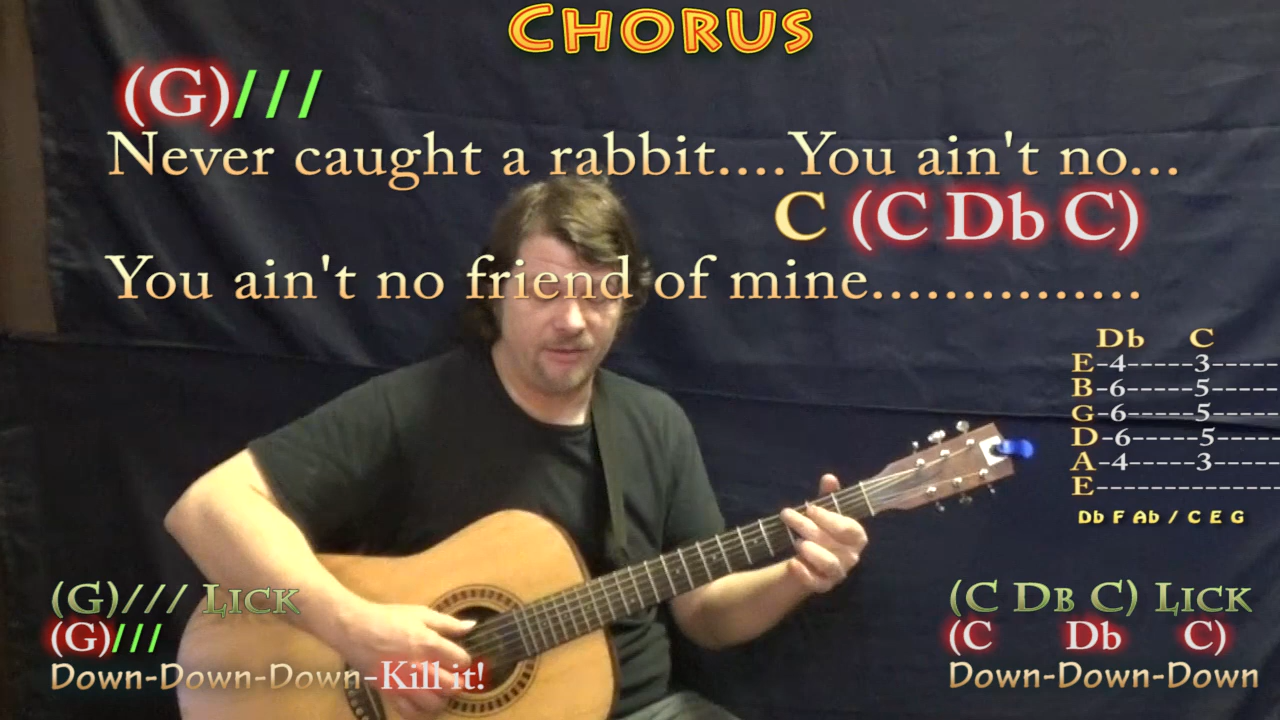 CHORUS
(G)///
Never caught a rabbit....You ain't no...
C (C Db C)
You ain't no friend of mine...............
Db C
E-4-----3-----
B-6-----5-----
G-6-----5-----
D-6-----5-----
A-4-----3-----
E--------------
Db F Ab / C E G
(G)/// LICK
(G)///
Down-Down-Down-Kill it!
(C DB C) LICK
(C Db C)
Down-Down-Down